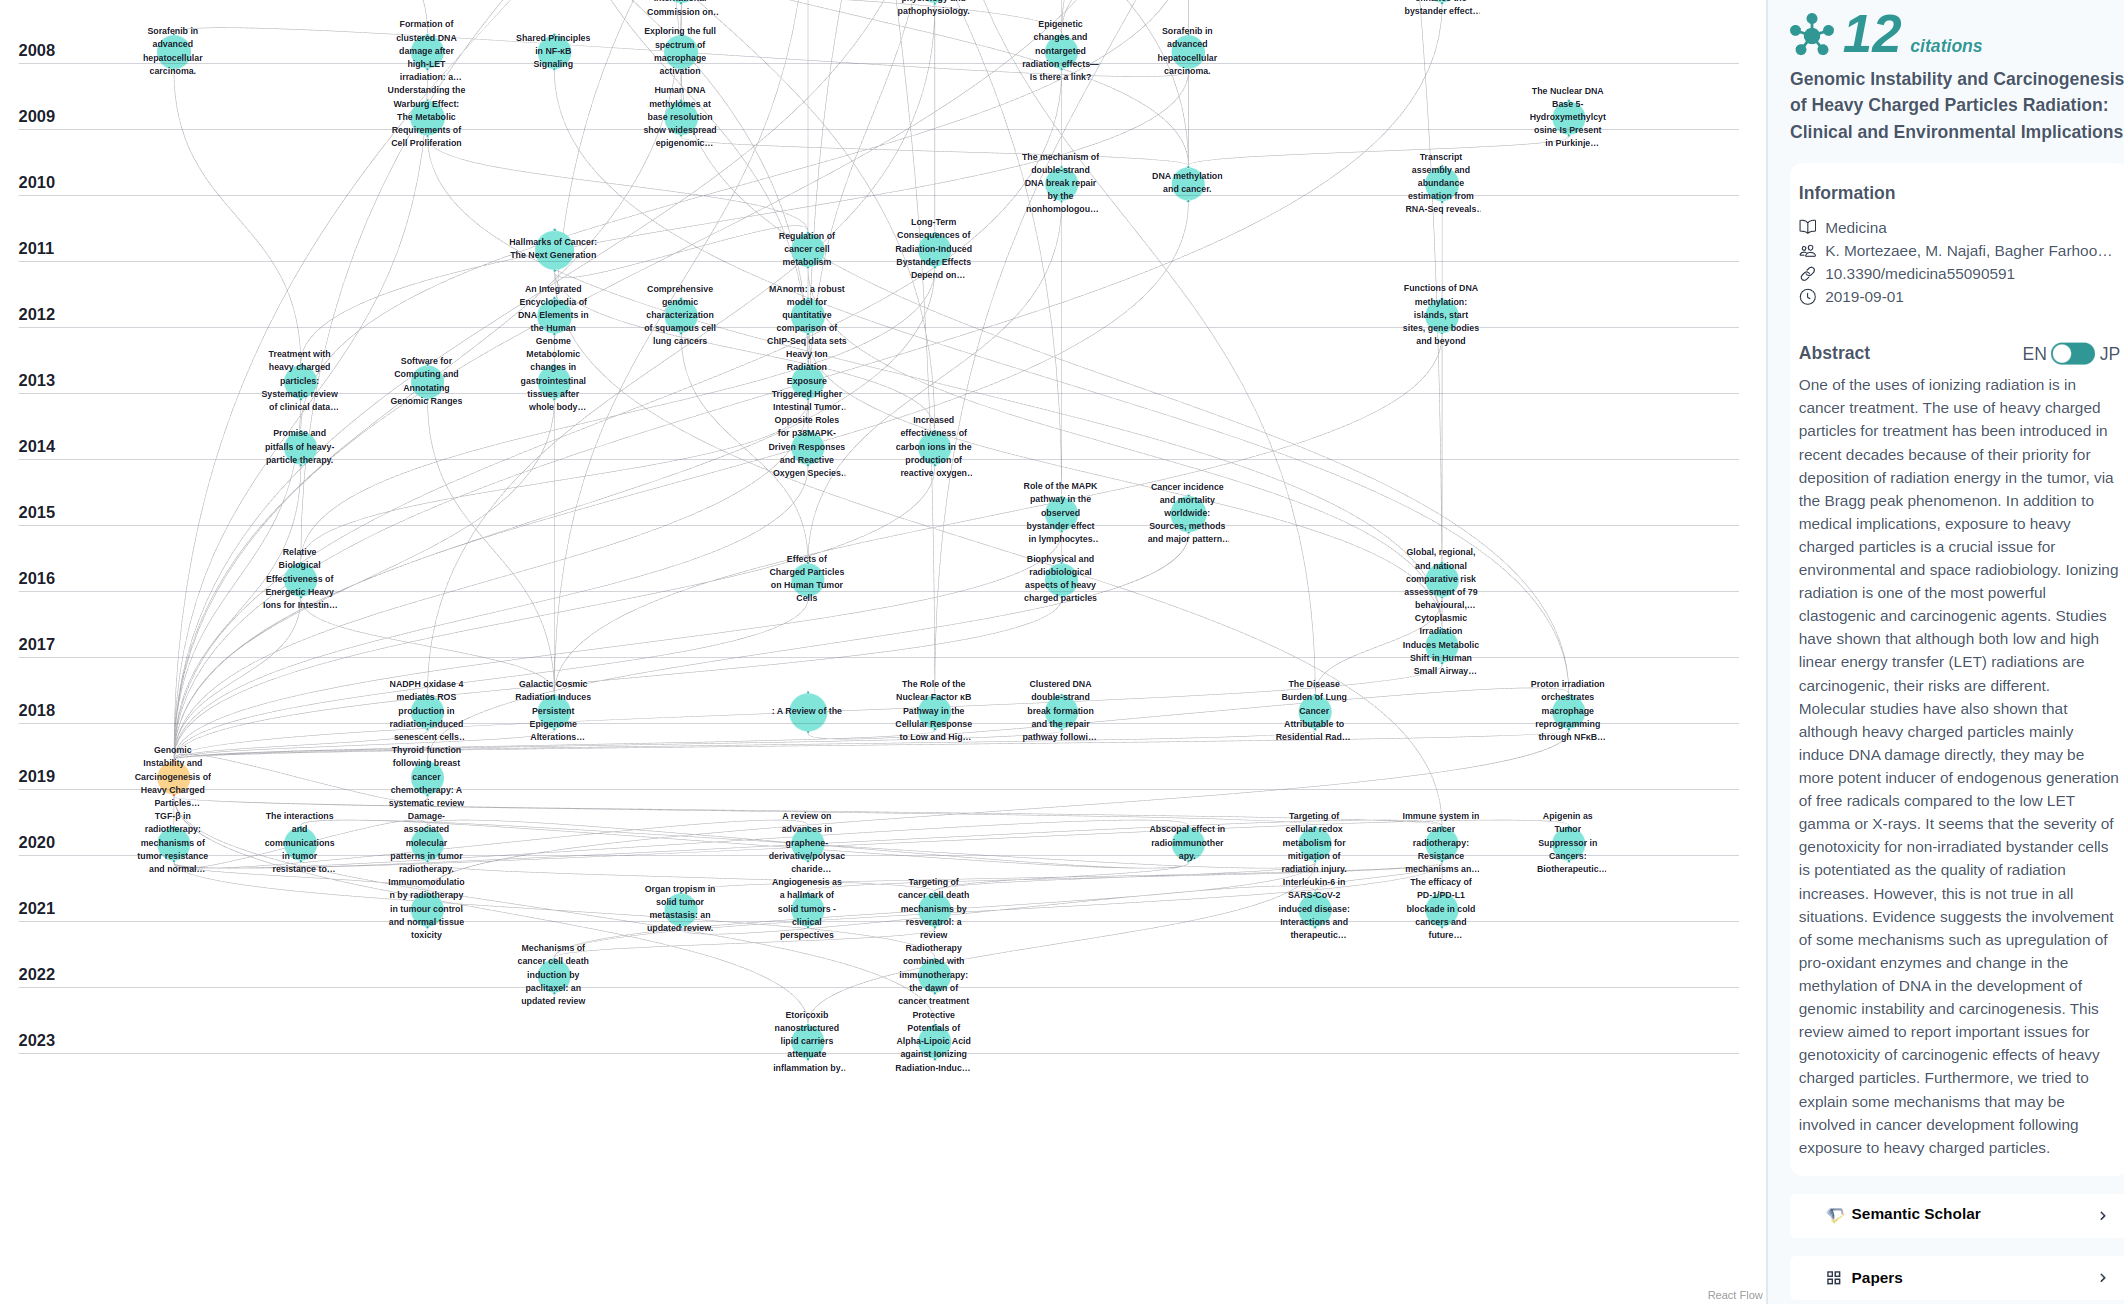 Commission on..
pathophysiology.
bystander effect...
2008
Sorafenib in
advanced
hepatocellular
carcinoma.
Formation of
clustered DNA
damage after
high-LET
irradiation: a...
Shared Principles
in NF-κB
Signaling
Exploring the full
spectrum of
macrophage
activation
Epigenetic
changes and
nontargeted
radiation effects—
Is there a link?
Sorafenib in
advanced
hepatocellular
carcinoma.
2009
Understanding the
Warburg Effect:
The Metabolic
Requirements of
Cell Proliferation
Human DNA
methylomes at
base resolution
show widespread
epigenomic...
The Nuclear DNA
Base 5-
Hydroxymethylcyt
osine Is Present
in Purkinje...
2010
The mechanism of
double-strand
DNA break repair
by the
nonhomologou...
DNA methylation
and cancer.
Transcript
assembly and
abundance
estimation from
RNA-Seq reveals..
2011
Hallmarks of Cancer:
The Next Generation
Regulation of
cancer cell
metabolism
Long-Term
Consequences of
Radiation-Induced
Bystander Effects
Depend on...
2012
An Integrated
Encyclopedia of
DNA Elements in
the Human
Genome
Comprehensive
genomic
characterization
of squamous cell
lung cancers
MAnorm: a robust
model for
quantitative
comparison of
ChIP-Seq data sets
Functions of DNA
methylation:
islands, start
sites, gene bodies
and beyond
2013
Treatment with
heavy charged
particles:
Systematic review
of clinical data...
Software for
Computing and
Annotating
Genomic Ranges
Metabolomic
changes in
gastrointestinal
tissues after
whole body...
Heavy Ion
Radiation
Exposure
Triggered Higher
Intestinal Tumor..
2014
Promise and
pitfalls of heavy-
particle therapy.
Opposite Roles
for p38MAPK-
Driven Responses
and Reactive
Oxygen Species..
Increased
effectiveness of
carbon ions in the
production of
reactive oxygen..
2015
Role of the MAPK
pathway in the
observed
bystander effect
in lymphocytes..
Cancer incidence
and mortality
worldwide:
Sources, methods
and major pattern...
2016
Relative
Biological
Effectiveness of
Energetic Heavy
Ions for Intestin...
Effects of
Charged Particles
on Human Tumor
Cells
Biophysical and
radiobiological
aspects of heavy
charged particles
Global, regional,
and national
comparative risk
assessment of 79
behavioural,...
2017
Cytoplasmic
Irradiation
Induces Metabolic
Shift in Human
Small Airway...
2018
NADPH oxidase 4
mediates ROS
production in
radiation-induced
senescent cells..
Galactic Cosmic
Radiation Induces
Persistent
Epigenome
Alterations...
: A Review of the
The Role of the
Nuclear Factor κB
Pathway in the
Cellular Response
to Low and Hig...
Clustered DNA
double-strand
break formation
and the repair
pathway followi...
The Disease
Burden of Lung
Cancer
Attributable to
Residential Rad...
Proton irradiation
orchestrates
macrophage
reprogramming
through NFκB...
2019
Genomic
Instability and
Carcinogenesis of
Heavy Charged
Particles...
Thyroid function
following breast
cancer
chemotherapy: A
systematic review
2020
TGF-β in
radiotherapy:
mechanisms of
tumor resistance
and normal...
The interactions
and
communications
in tumor
resistance to...
Damage-
associated
molecular
patterns in tumor
radiotherapy.
A review on
advances in
graphene-
derivative/polysac
charide...
Abscopal effect in
radioimmunother
apy.
Targeting of
cellular redox
metabolism for
mitigation of
radiation injury.
Immune system in
cancer
radiotherapy:
Resistance
mechanisms an...
Apigenin as
Tumor
Suppressor in
Cancers:
Biotherapeutic...
2021
Immunomodulatio
n by radiotherapy
in tumour control
and normal tissue
toxicity
Organ tropism in
solid tumor
metastasis: an
updated review.
Angiogenesis as
a hallmark of
solid tumors -
clinical
perspectives
Targeting of
cancer cell death
mechanisms by
resveratrol: a
review
Interleukin-6 in
SARS-CoV-2
induced disease:
Interactions and
therapeutic...
The efficacy of
PD-1/PD-L1
blockade in cold
cancers and
future...
2022
Mechanisms of
cancer cell death
induction by
paclitaxel: an
updated review
Radiotherapy
combined with
immunotherapy:
the dawn of
cancer treatment
2023
Etoricoxib
nanostructured
lipid carriers
attenuate
inflammation by..
Protective
Potentials of
Alpha-Lipoic Acid
against Ionizing
Radiation-Induc...
React Flow
12 citations
Genomic Instability and Carcinogenesis
of Heavy Charged Particles Radiation:
Clinical and Environmental Implications
Information
Medicina
K. Mortezaee, M. Najafi, Bagher Farhoo...
10.3390/medicina55090591
2019-09-01
Abstract
EN JP
One of the uses of ionizing radiation is in
cancer treatment. The use of heavy charged
particles for treatment has been introduced in
recent decades because of their priority for
deposition of radiation energy in the tumor, via
the Bragg peak phenomenon. In addition to
medical implications, exposure to heavy
charged particles is a crucial issue for
environmental and space radiobiology. Ionizing
radiation is one of the most powerful
clastogenic and carcinogenic agents. Studies
have shown that although both low and high
linear energy transfer (LET) radiations are
carcinogenic, their risks are different.
Molecular studies have also shown that
although heavy charged particles mainly
induce DNA damage directly, they may be
more potent inducer of endogenous generation
of free radicals compared to the low LET
gamma or X-rays. It seems that the severity of
genotoxicity for non-irradiated bystander cells
is potentiated as the quality of radiation
increases. However, this is not true in all
situations. Evidence suggests the involvement
of some mechanisms such as upregulation of
pro-oxidant enzymes and change in the
methylation of DNA in the development of
genomic instability and carcinogenesis. This
review aimed to report important issues for
genotoxicity of carcinogenic effects of heavy
charged particles. Furthermore, we tried to
explain some mechanisms that may be
involved in cancer development following
exposure to heavy charged particles.
Semantic Scholar
Papers